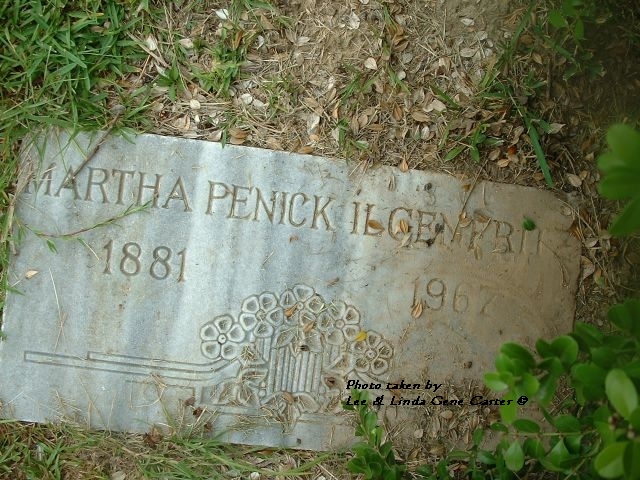 MARTHA PENICK ILGENFRITZ
1881 1967
Photo taken by
Lee & Linda Gene Carter ©